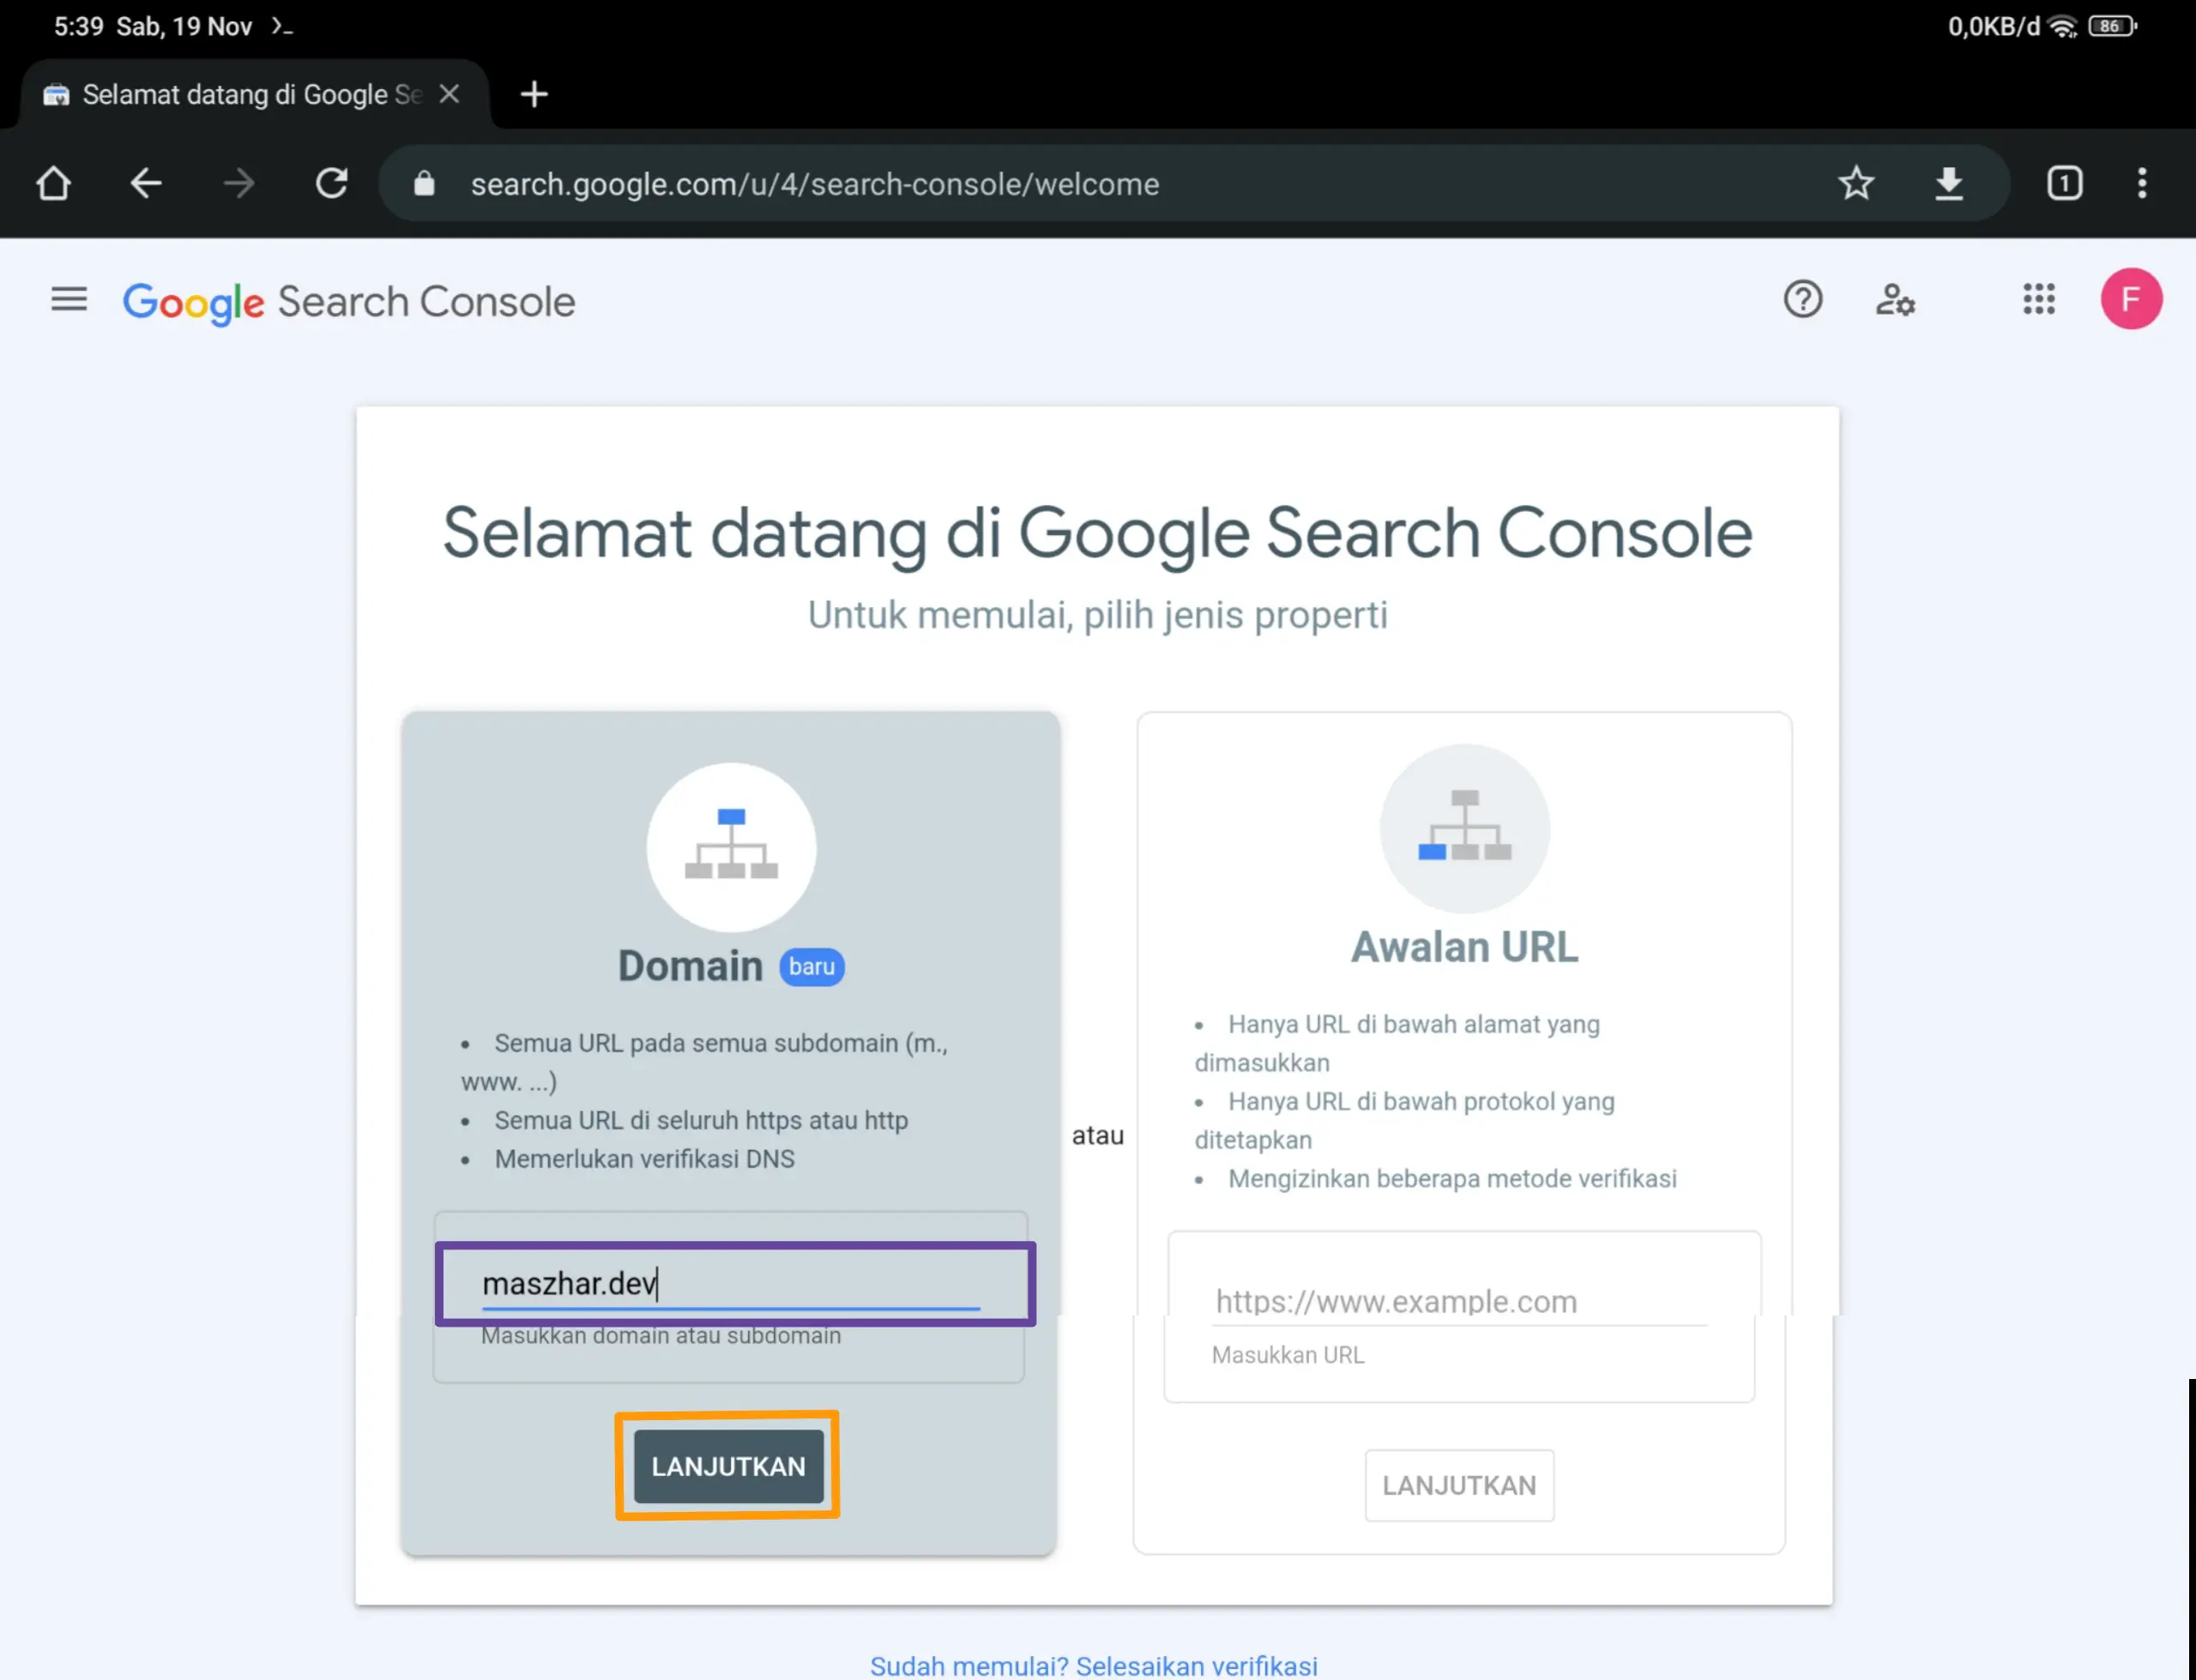 5:39 Sab, 19 Nov >_
0,0KB/d 86
Selamat datang di Google Se
search.google.com/u/4/search-console/welcome
1
Google Search Console
F
Selamat datang di Google Search Console
Untuk memulai, pilih jenis properti
Domain baru
• Semua URL pada semua subdomain (m.,
www. ...)
• Semua URL di seluruh https atau http
• Memerlukan verifikasi DNS
maszhar.dev
Masukkan domain atau subdomain
LANJUTKAN
atau
Awalan URL
• Hanya URL di bawah alamat yang
dimasukkan
• Hanya URL di bawah protokol yang
ditetapkan
• Mengizinkan beberapa metode verifikasi
https://www.example.com
Masukkan URL
LANJUTKAN
Sudah memulai? Selesaikan verifikasi